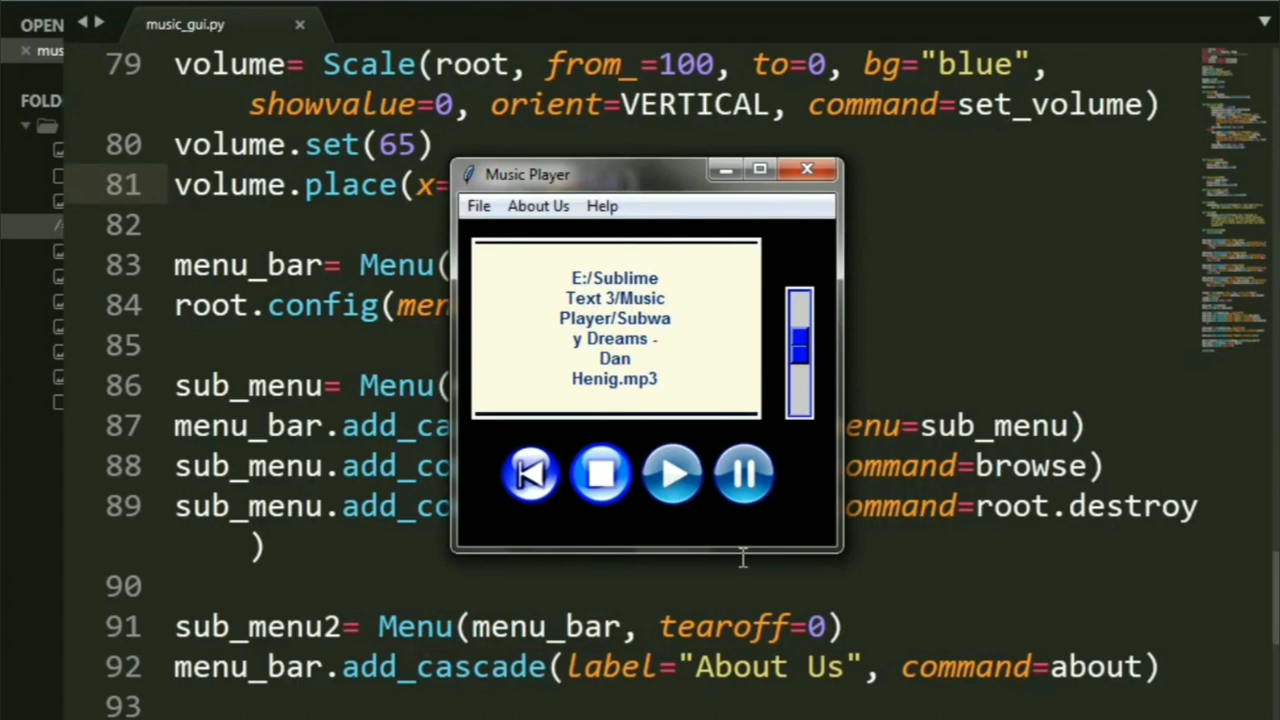 OPEN
music_gui.py
mus
FOLD
79 volume= Scale(root, from_=100, to=0, bg="blue",
showvalue=0, orient=VERTICAL, command=set_volume)
80 volume.set(65)
81 volume.place(x=
82
83 menu_bar= Menu(
84 root.config(men
85
86 sub_menu= Menu(
87 menu_bar.add_ca enu=sub_menu)
88 sub_menu.add_co ommand=browse)
89 sub_menu.add_co ommand=root.destroy
)
90
91 sub_menu2= Menu(menu_bar, tearoff=0)
92 menu_bar.add_cascade(label="About Us", command=about)
93
Music Player
File About Us Help
E:/Sublime
Text 3/Music
Player/Subwa
y Dreams -
Dan
Henig.mp3